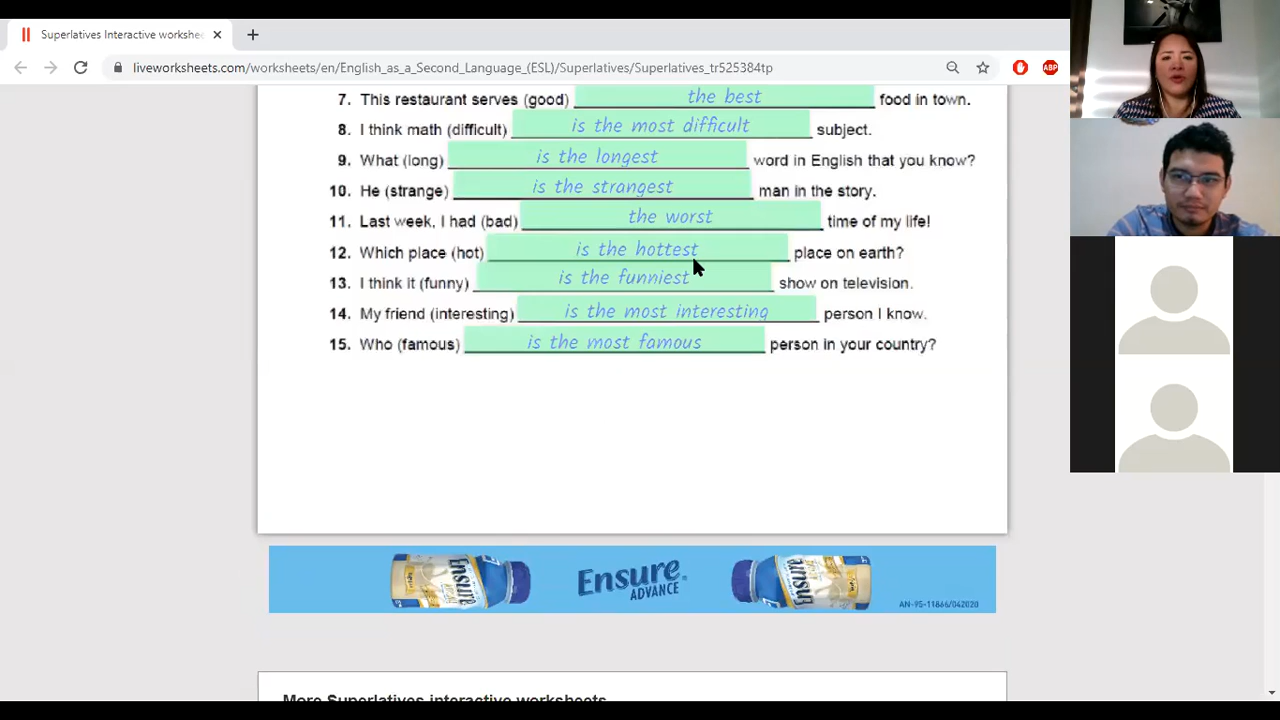 Superlatives Interactive workshe
liveworksheets.com/worksheets/en/English_as_a_Second_Language_(ESL)/Superlatives/Superlatives_tr525384tp
ABP
7. This restaurant serves (good) the best food in town.
8. I think math (difficult) is the most difficult subject.
9. What (long) is the longest word in English that you know?
10. He (strange) is the strangest man in the story.
11. Last week, I had (bad) the worst time of my life!
12. Which place (hot) is the hottest place on earth?
13. I think it (funny) is the funniest show on television.
14. My friend (interesting) is the most interesting person I know.
15. Who (famous) is the most famous person in your country?
Ensure
ADVANCE
AN-95-11866/042020
More Superlatives interactive worksheets